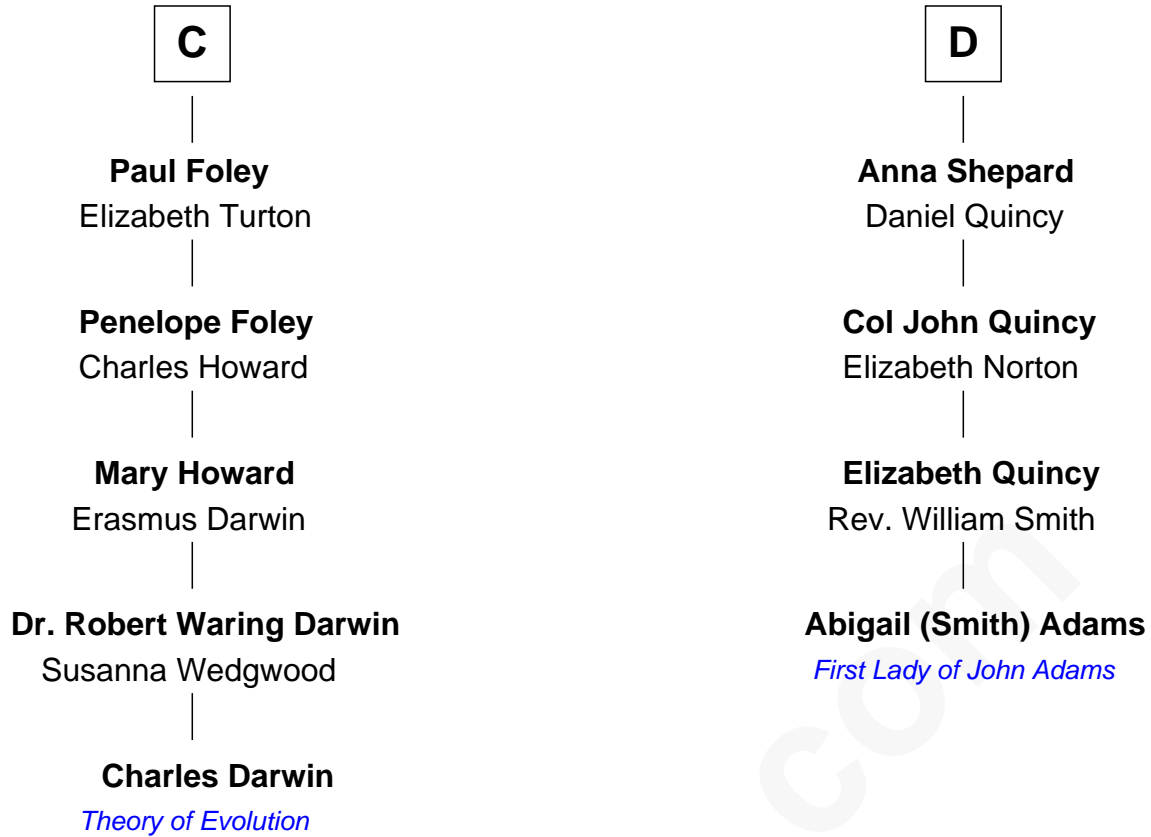 C
Paul Foley
Elizabeth Turton
Penelope Foley
Charles Howard
Mary Howard
Erasmus Darwin
Dr. Robert Waring Darwin
Susanna Wedgwood
Charles Darwin
Theory of Evolution
D
Anna Shepard
Daniel Quincy
Col John Quincy
Elizabeth Norton
Elizabeth Quincy
Rev. William Smith
Abigail (Smith) Adams
First Lady of John Adams
com